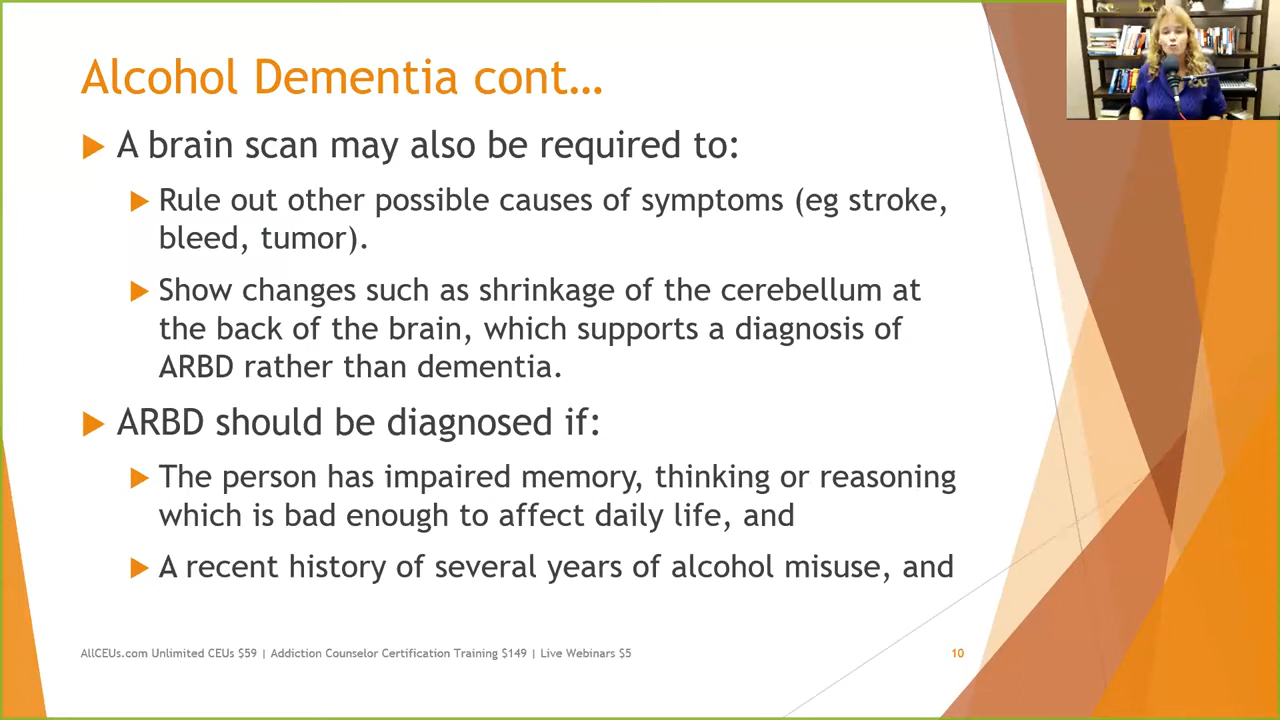 Alcohol Dementia cont…
A brain scan may also be required to:
Rule out other possible causes of symptoms (eg stroke,
bleed, tumor).
Show changes such as shrinkage of the cerebellum at
the back of the brain, which supports a diagnosis of
ARBD rather than dementia.
ARBD should be diagnosed if:
The person has impaired memory, thinking or reasoning
which is bad enough to affect daily life, and
A recent history of several years of alcohol misuse, and
AllCEUs.com Unlimited CEUs $59 | Addiction Counselor Certification Training $149 | Live Webinars $5
10